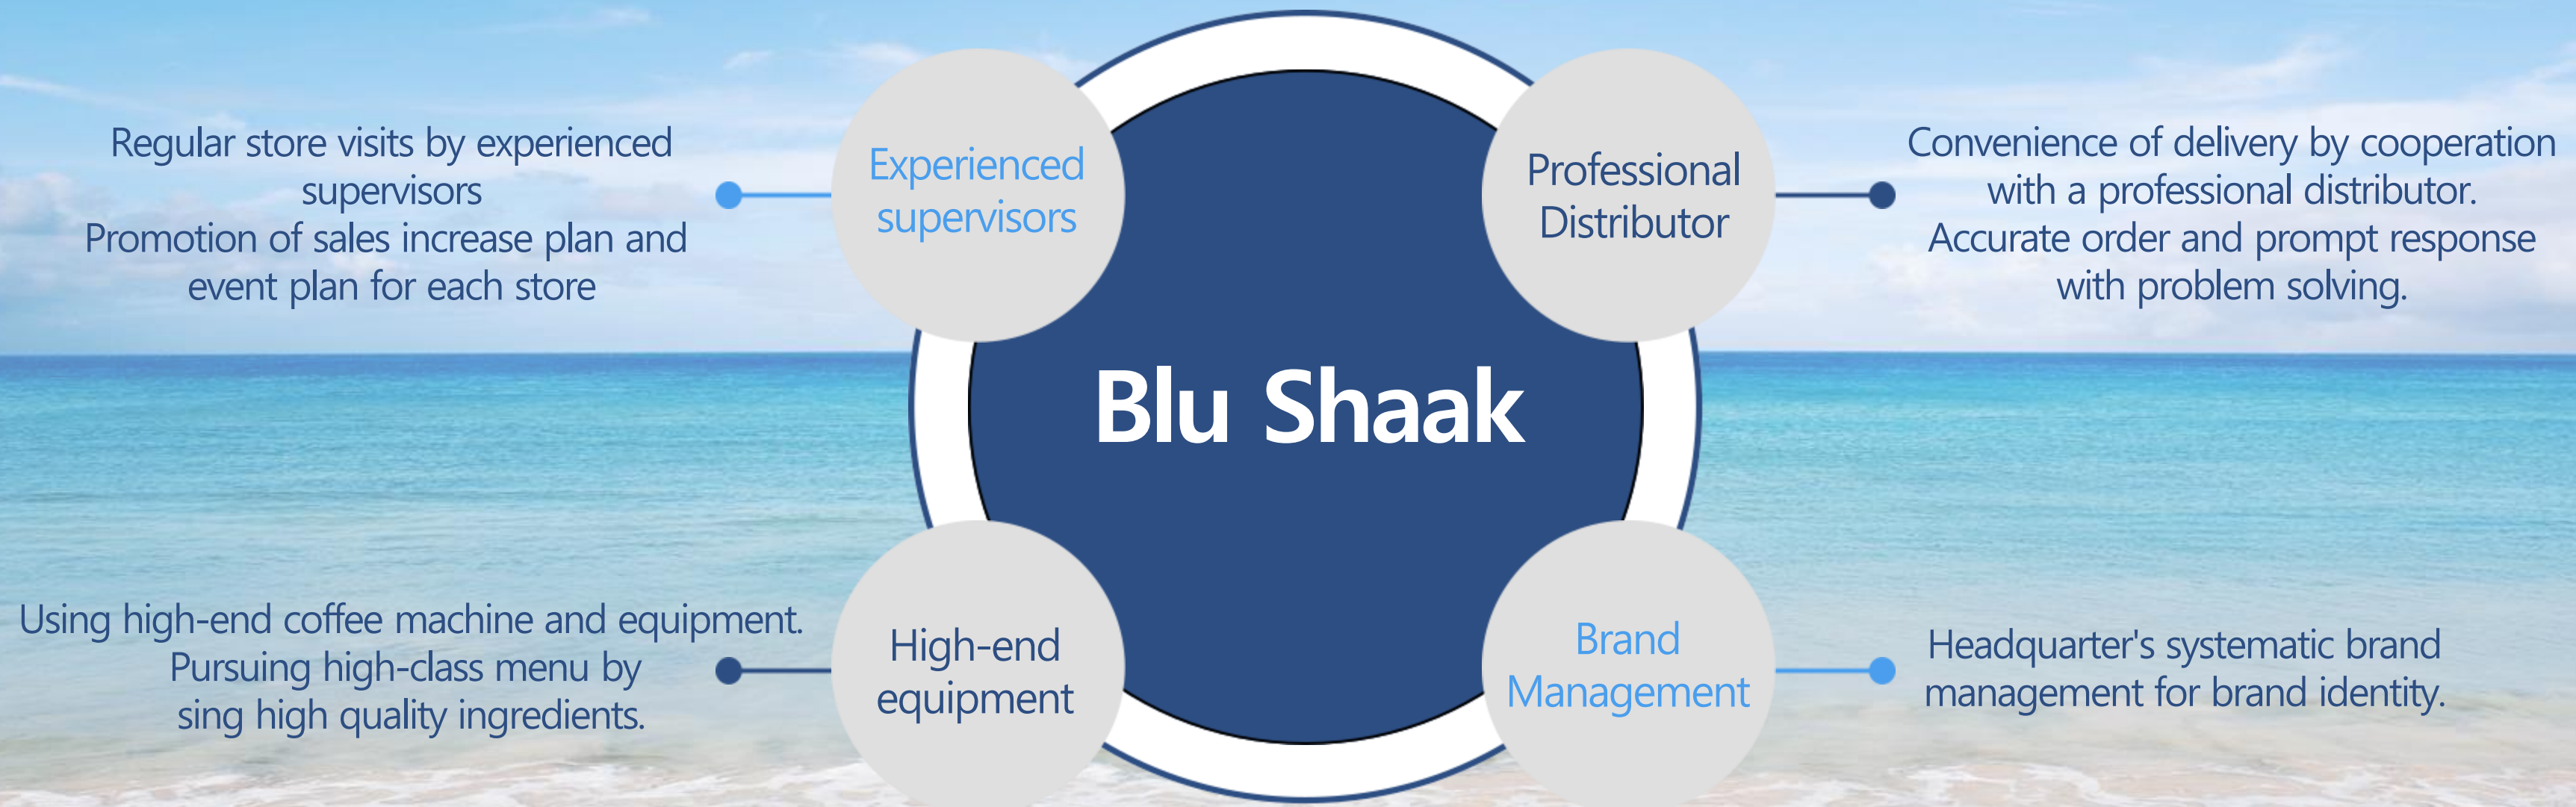 Regular store visits by experienced
supervisors
Promotion of sales increase plan and
event plan for each store
Experienced
supervisors
Professional
Distributor
Convenience of delivery by cooperation
with a professional distributor.
Accurate order and prompt response
with problem solving.
Blu Shaak
Using high-end coffee machine and equipment.
Pursuing high-class menu by
sing high quality ingredients.
High-end
equipment
Brand
Management
Headquarter's systematic brand
management for brand identity.